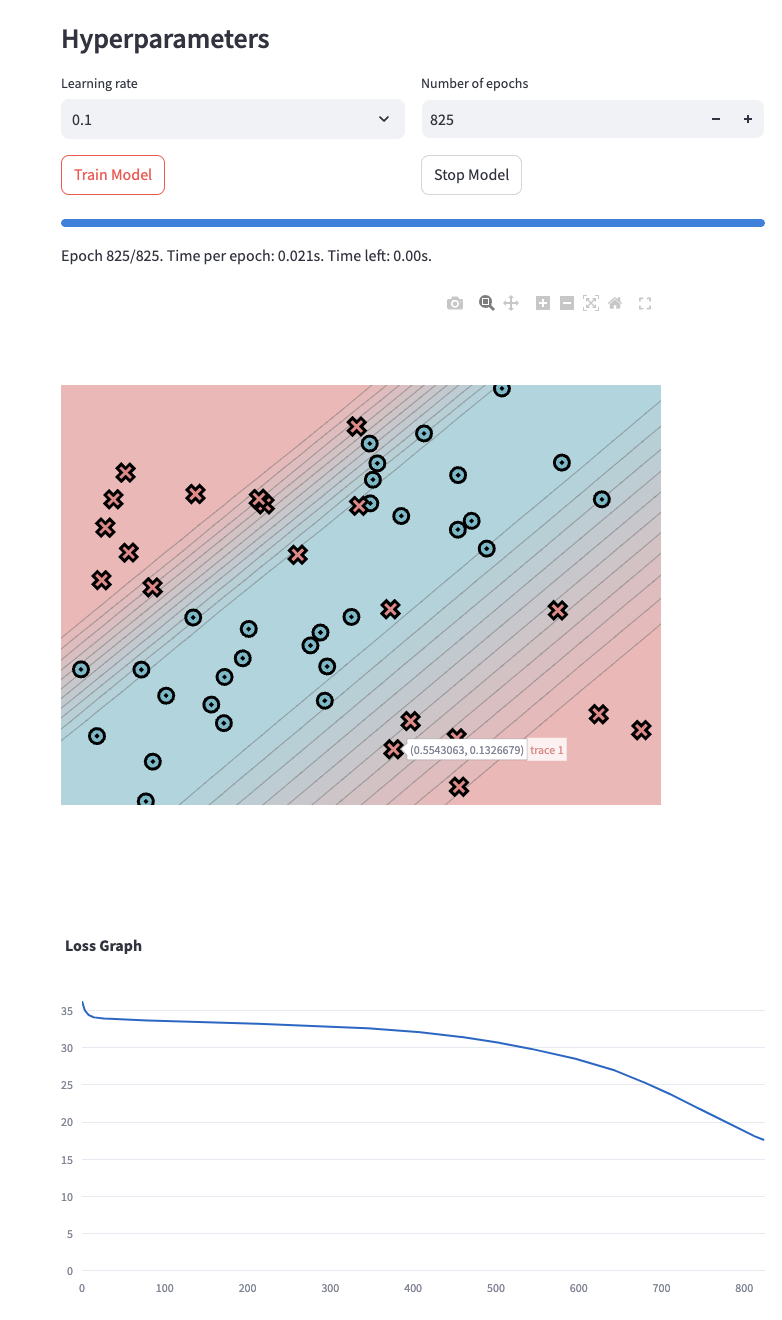 Hyperparameters
Learning rate
Number of epochs
0.1
825
Train Model
Stop Model
Epoch 825/825. Time per epoch: 0.021s. Time left: 0.00s.
(0.5543063, 0.1326679) trace 1
Loss Graph
35
30
25
20
15
10
5
0
0 100 200 300 400 500 600 700 800